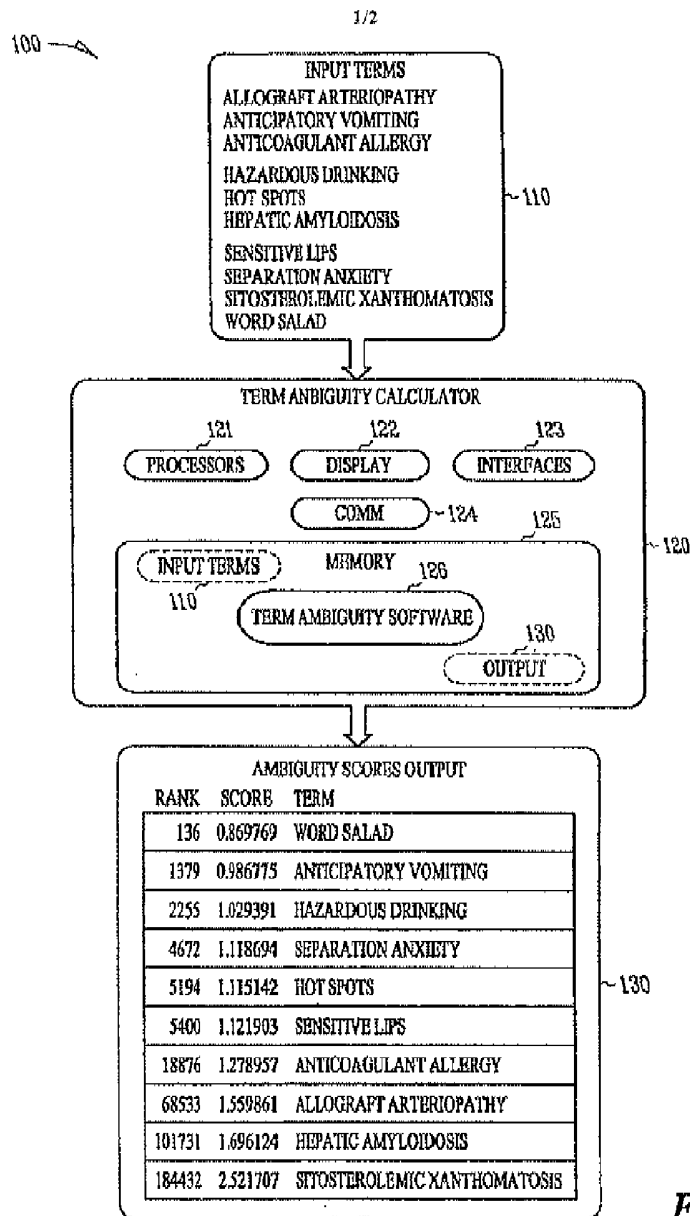 1/2
100
INPUT TERMS
ALLOGRAFT ARTERIOPATHY
ANTICIPATORY VOMITING
ANTICOAGULANT ALLERGY
HAZARDOUS DRINKING
HOT SPOTS
HEPATIC AMYLOIDOSIS
SENSITIVE LIPS
SEPARATION ANXIETY
SITOSTEROLEMIC XANTHOMATOSIS
WORD SALAD
110
TERM ANBIGUITY CALCULATOR
121 122 123
PROCESSORS DISPLAY INTERFACES
COMM 124
125
INPUT TERMS MEMORY
110 126
TERM AMBIGUITY SOFTWARE
130
OUTPUT
120
AMBIGUITY SCORES OUTPUT
RANK SCORE TERM
136 0.869769 WORD SALAD
1379 0.986775 ANTICIPATORY VOMITING
2255 1.029391 HAZARDOUS DRINKING
4672 1.118694 SEPARATION ANXIETY
5194 1.115142 HOT SPOTS
5400 1.121903 SENSITIVE LIPS
18876 1.278957 ANTICOAGULANT ALLERGY
68533 1.559861 ALLOGRAFT ARTERIOPATHY
101731 1.696124 HEPATIC AMYLOIDOSIS
184432 2.521707 SITOSTEROLEMIC XANTHOMATOSIS
130